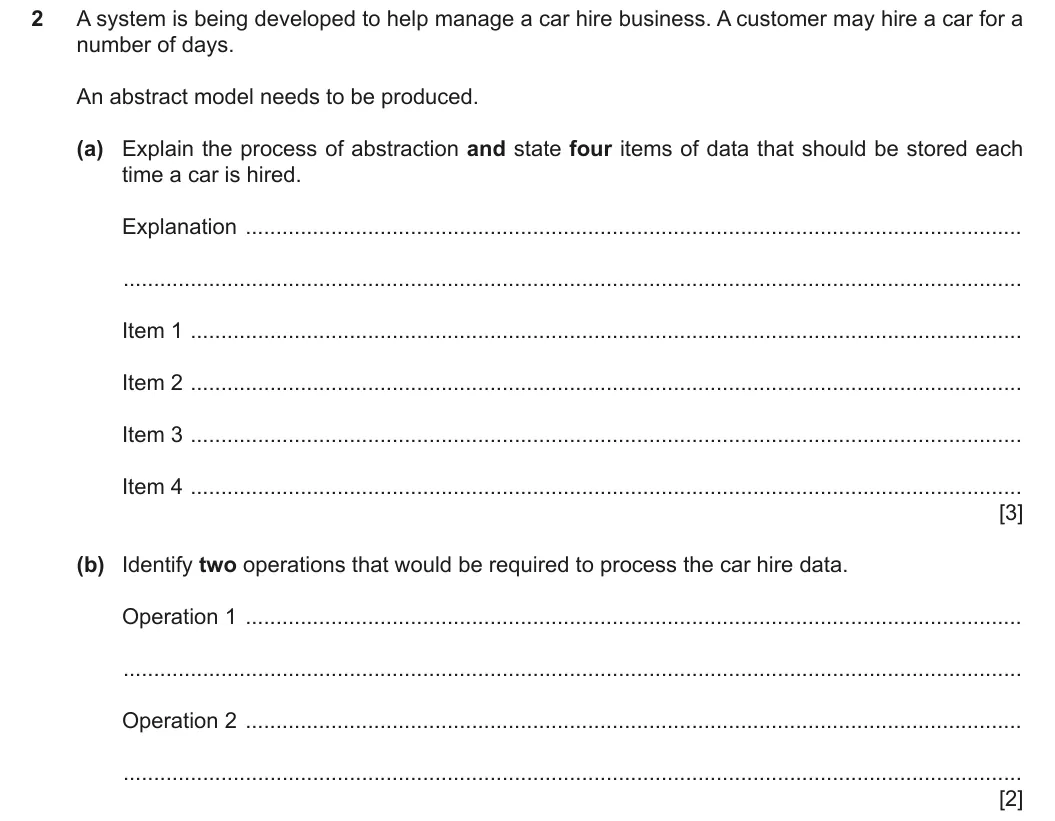 2 A system is being developed to help manage a car hire business. A customer may hire a car for a
number of days.
An abstract model needs to be produced.
(a) Explain the process of abstraction and state four items of data that should be stored each
time a car is hired.
Explanation ................................................................................................................................
....................................................................................................................................................
Item 1 .........................................................................................................................................
Item 2 .........................................................................................................................................
Item 3 .........................................................................................................................................
Item 4 .........................................................................................................................................
[3]
(b) Identify two operations that would be required to process the car hire data.
Operation 1 ................................................................................................................................
....................................................................................................................................................
Operation 2 ................................................................................................................................
....................................................................................................................................................
[2]